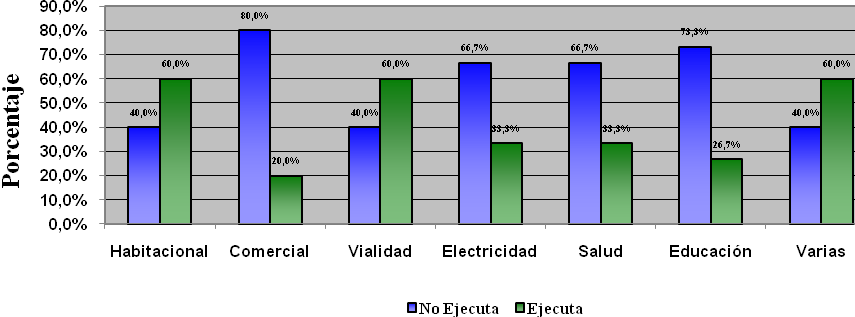 90,0%
80,0%
70,0%
60,0%
50,0%
40,0%
30,0%
20,0%
10,0%
0,0%
Porcentaje
40,0% 60,0% 80,0% 20,0% 40,0% 60,0% 66,7% 33,3% 66,7% 33,3% 73,3% 26,7% 40,0% 60,0%
Habitacional Comercial Vialidad Electricidad Salud Educación Varias
No Ejecuta Ejecuta